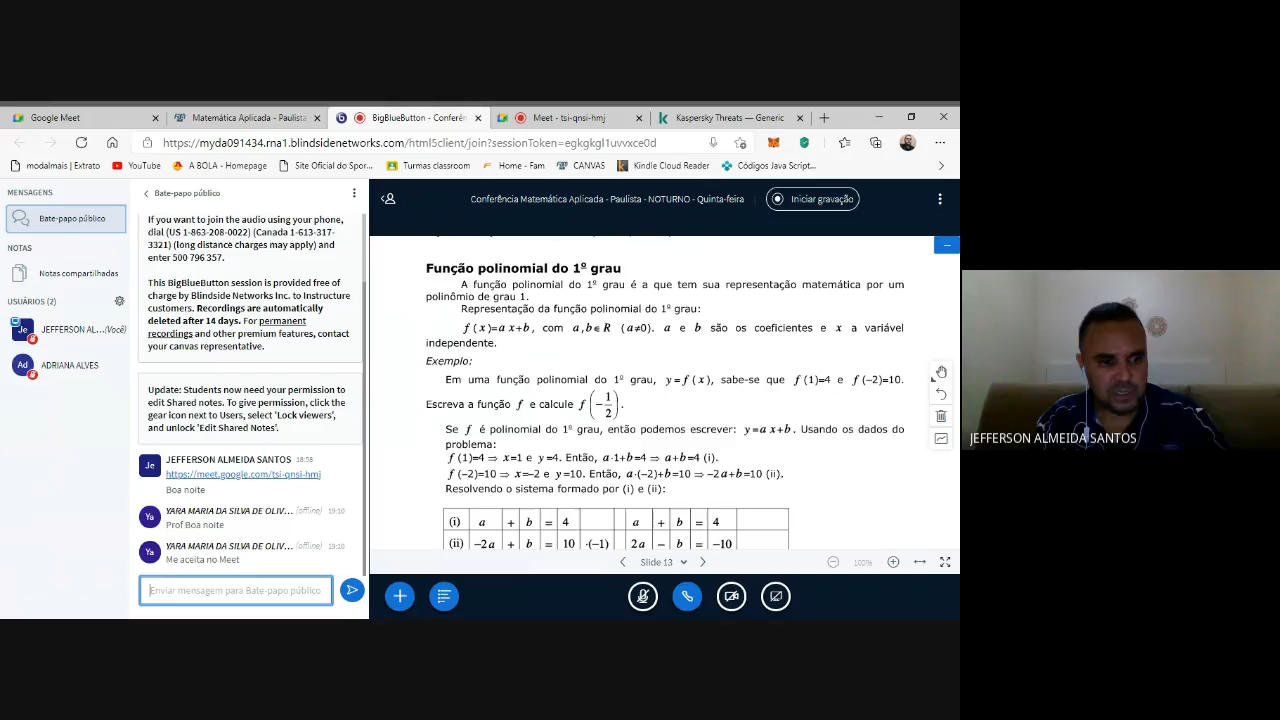 Google Meet
Matemática Aplicada - Paulista
BigBlueButton - Conferên
Meet - tsi-qnsi-hmj
Kaspersky Threats — Generic
https://myda091434.rna1.blindsidenetworks.com/html5client/join?sessionToken=egkgkgl1uvvxce0d
modalmais | Extrato
YouTube
A BOLA - Homepage
Site Oficial do Spor...
Turmas classroom
Home - Fam
CANVAS
Kindle Cloud Reader
Códigos Java Script...
MENSAGENS
Bate-papo público
NOTAS
Notas compartilhadas
USUÁRIOS (2)
Je JEFFERSON AL... (Você)
Ad ADRIANA ALVES
Bate-papo público
If you want to join the audio using your phone,
dial (US 1-863-208-0022) (Canada 1-613-317-
3321) (long distance charges may apply) and
enter 500 796 357.
This BigBlueButton session is provided free of
charge by Blindside Networks Inc. to Instructure
customers. Recordings are automatically
deleted after 14 days. For permanent
recordings and other premium features, contact
your canvas representative.
Update: Students now need your permission to
edit Shared notes. To give permission, click the
gear icon next to Users, select 'Lock viewers',
and unlock 'Edit Shared Notes'.
Je JEFFERSON ALMEIDA SANTOS 18:58
https://meet.google.com/tsi-qnsi-hmj
Boa noite
Ya YARA MARIA DA SILVA DE OLIV... (offline) 19:10
Prof Boa noite
Ya YARA MARIA DA SILVA DE OLIV... (offline) 19:10
Me aceita no Meet
Enviar mensagem para Bate-papo público
Conferência Matemática Aplicada - Paulista - NOTURNO - Quinta-feira
Iniciar gravação
Função polinomial do 1º grau
A função polinomial do 1º grau é a que tem sua representação matemática por um
polinômio de grau 1.
Representação da função polinomial do 1º grau:
f(x)=a x+b, com a,b∈R (a≠0). a e b são os coeficientes e x a variável
independente.
Exemplo:
Em uma função polinomial do 1º grau, y=f(x), sabe-se que f(1)=4 e f(−2)=10.
Escreva a função f e calcule f(−1/2).
Se f é polinomial do 1º grau, então podemos escrever: y=a x+b. Usando os dados do
problema:
f(1)=4⇒x=1 e y=4. Então, a·1+b=4⇒a+b=4 (i).
f(−2)=10⇒x=−2 e y=10. Então, a·(−2)+b=10⇒−2a+b=10 (ii).
Resolvendo o sistema formado por (i) e (ii):
(i) a + b = 4 a + b = 4
(ii) −2a + b = 10 ·(−1) 2a − b = −10
Slide 13
100%
JEFFERSON ALMEIDA SANTOS